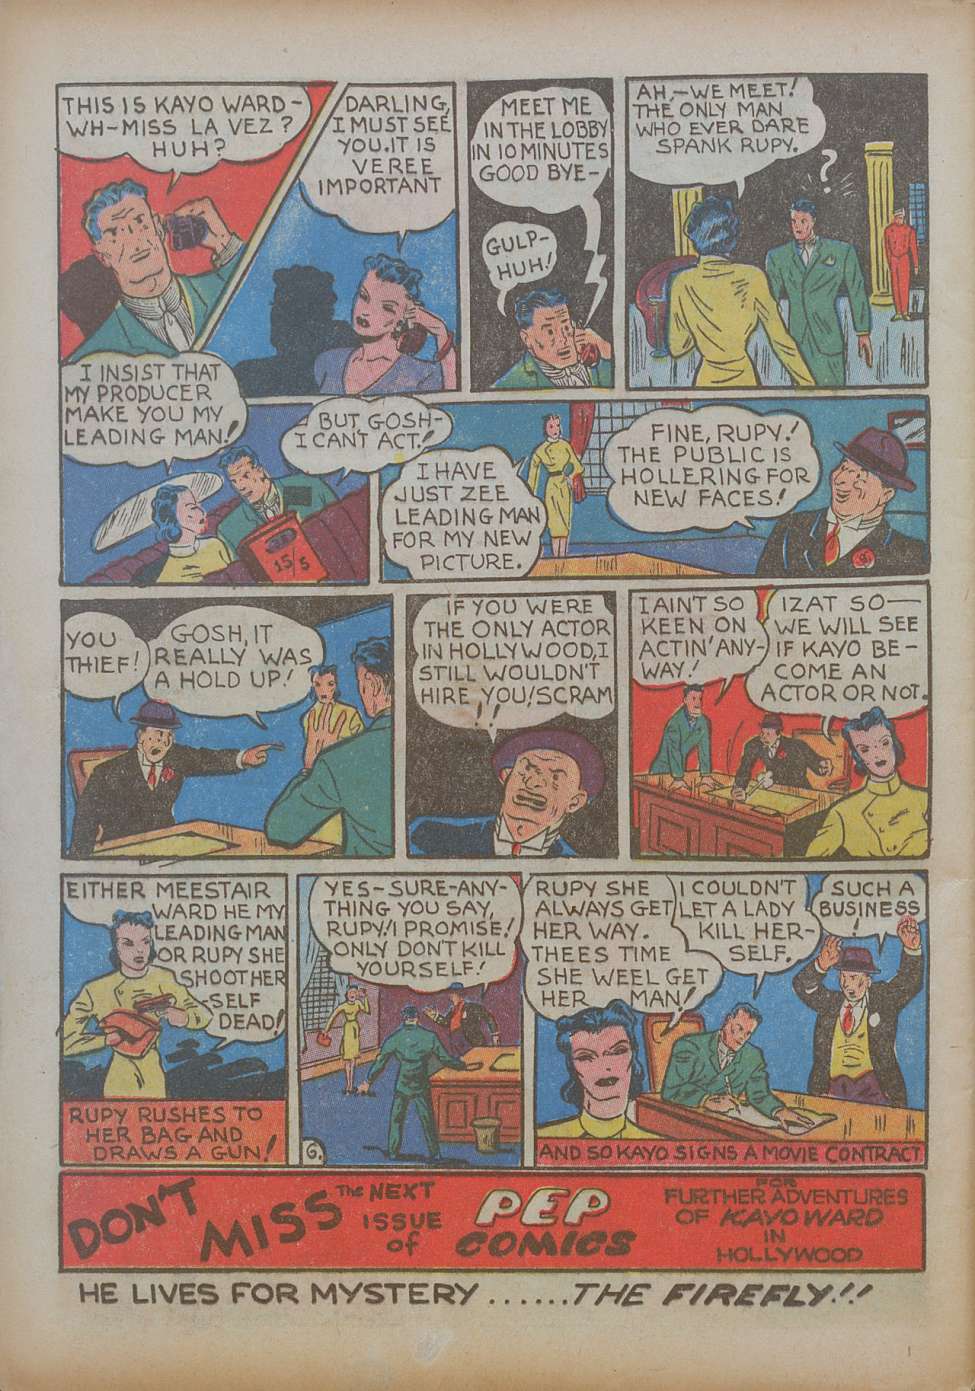 THIS IS KAYO WARD-
WH-MISS LA VEZ?
HUH?
DARLING,
I MUST SEE
YOU. IT IS
VEREE
IMPORTANT
MEET ME
IN THE LOBBY
IN 10 MINUTES
GOOD BYE-
GULP-
HUH!
AH,-WE MEET!
THE ONLY MAN
WHO EVER DARE
SPANK RUPY.
?
I INSIST THAT
MY PRODUCER
MAKE YOU MY
LEADING MAN!
BUT GOSH-
I CAN'T ACT!
15/S
I HAVE
JUST ZEE
LEADING MAN
FOR MY NEW
PICTURE.
FINE, RUPY!
THE PUBLIC IS
HOLLERING FOR
NEW FACES!
YOU
THIEF!
GOSH, IT
REALLY WAS
A HOLD UP!
IF YOU WERE
THE ONLY ACTOR
IN HOLLYWOOD, I
STILL WOULDN'T
HIRE YOU! SCRAM
!!
I AIN'T SO
KEEN ON
ACTIN' ANY-
WAY!
IZAT SO—
WE WILL SEE
IF KAYO BE-
COME AN
ACTOR OR NOT.
EITHER MEESTAIR
WARD HE MY
LEADING MAN
OR RUPY SHE
SHOOT HER
-SELF
DEAD!
RUPY RUSHES TO
HER BAG AND
DRAWS A GUN!
YES-SURE-ANY-
THING YOU SAY,
RUPY! I PROMISE!
ONLY DON'T KILL
YOURSELF!
6.
RUPY SHE
ALWAYS GET
HER WAY.
THEES TIME
SHE WEEL GET
HER MAN!
I COULDN'T
LET A LADY
KILL HER-
SELF.
SUCH A
BUSINESS
!
AND SO KAYO SIGNS A MOVIE CONTRACT
DON'T
MISS THE NEXT
ISSUE
OF
PEP
COMICS
FOR
FURTHER ADVENTURES
OF KAYO WARD
IN
HOLLYWOOD
HE LIVES FOR MYSTERY ......THE FIREFLY!!